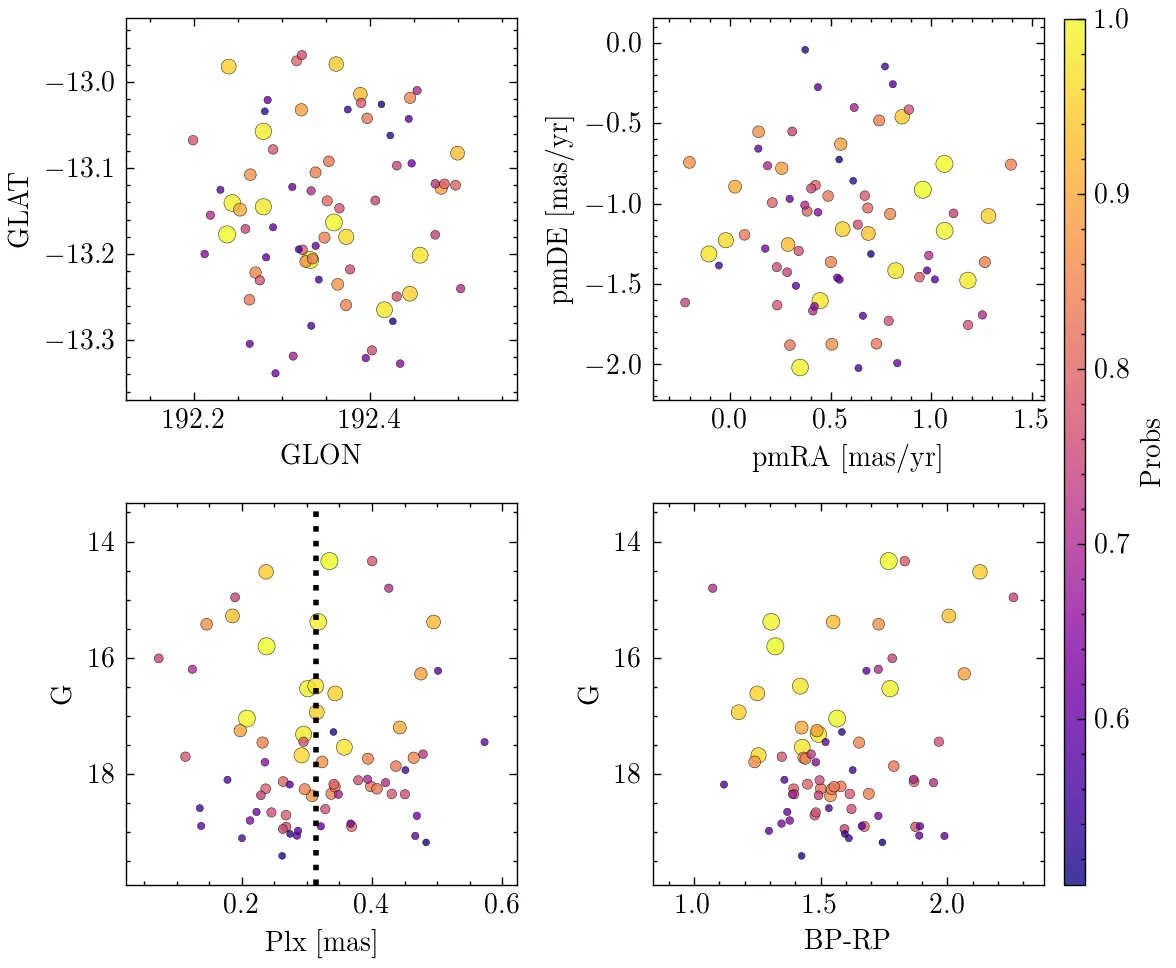 −13.0
−13.1
−13.2
−13.3
GLAT
192.2 192.4
GLON
0.0
−0.5
−1.0
−1.5
−2.0
pmDE [mas/yr]
0.0 0.5 1.0 1.5
pmRA [mas/yr]
14
16
18
G
0.2 0.4 0.6
Plx [mas]
14
16
18
G
1.0 1.5 2.0
BP-RP
1.0
0.9
0.8
0.7
0.6
Probs